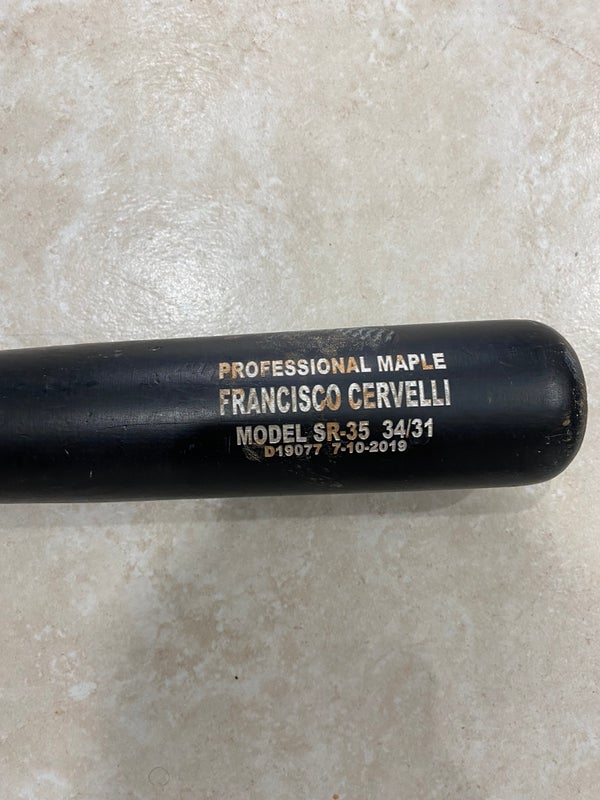 PROFESSIONAL MAPLE
FRANCISCO CERVELLI
MODEL SR-35 34/31
D19077 7-10-2019